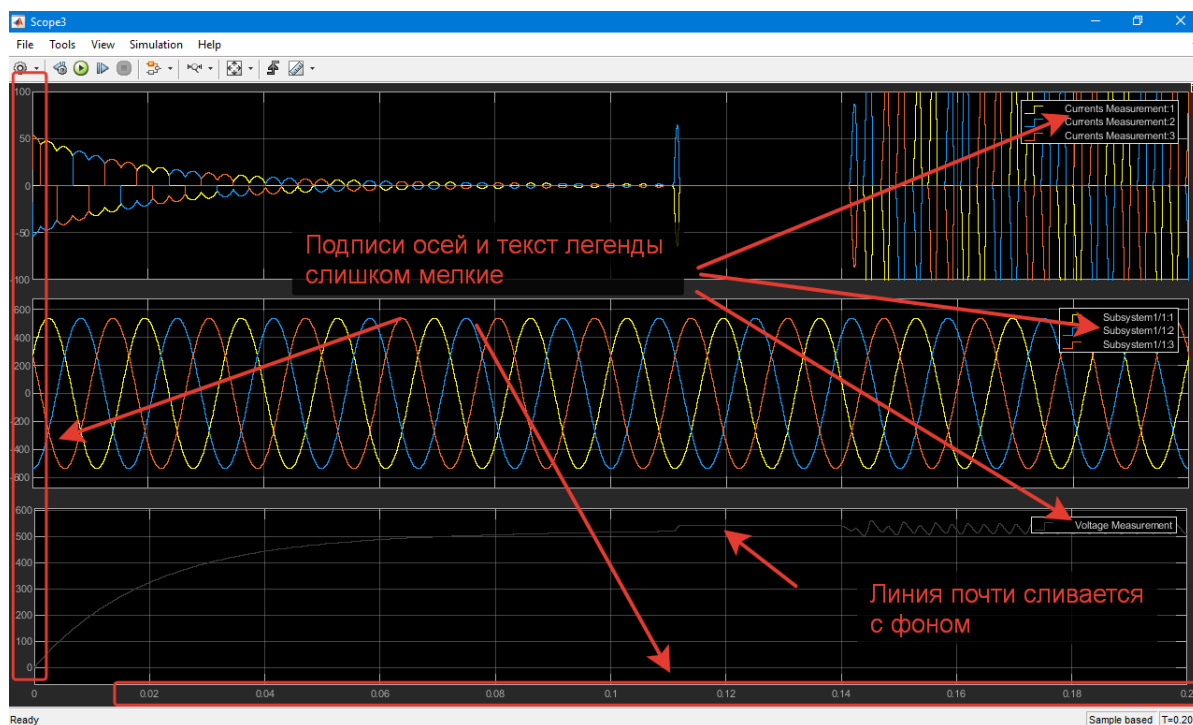 Scope3
File Tools View Simulation Help
100
50
0
-50
-100
Currents Measurement:1
Currents Measurement:2
Currents Measurement:3
Подписи осей и текст легенды
слишком мелкие
600
400
200
0
-200
-400
-600
Subsystem1/1:1
Subsystem1/1:2
Subsystem1/1:3
600
500
400
300
200
100
0
Voltage Measurement
Линия почти сливается
с фоном
0 0.02 0.04 0.06 0.08 0.1 0.12 0.14 0.16 0.18 0.2
Ready Sample based T=0.20